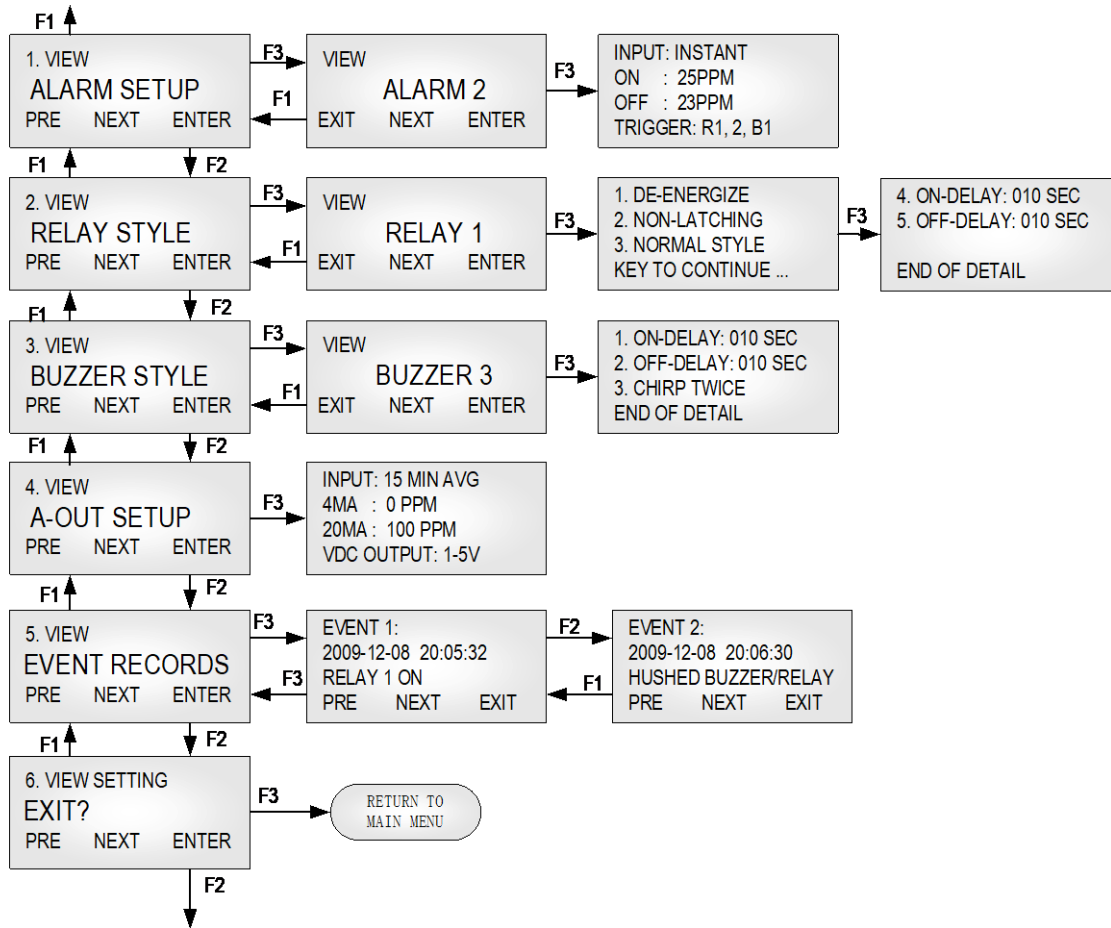 F1
1. VIEW
ALARM SETUP
PRE NEXT ENTER
F3
F1
VIEW
ALARM 2
EXIT NEXT ENTER
F3
INPUT: INSTANT
ON : 25PPM
OFF : 23PPM
TRIGGER: R1, 2, B1
F1
F2
2. VIEW
RELAY STYLE
PRE NEXT ENTER
F3
F1
VIEW
RELAY 1
EXIT NEXT ENTER
F3
1. DE-ENERGIZE
2. NON-LATCHING
3. NORMAL STYLE
KEY TO CONTINUE ...
F3
4. ON-DELAY: 010 SEC
5. OFF-DELAY: 010 SEC
END OF DETAIL
F1
F2
3. VIEW
BUZZER STYLE
PRE NEXT ENTER
F3
F1
VIEW
BUZZER 3
EXIT NEXT ENTER
F3
1. ON-DELAY: 010 SEC
2. OFF-DELAY: 010 SEC
3. CHIRP TWICE
END OF DETAIL
F1
F2
4. VIEW
A-OUT SETUP
PRE NEXT ENTER
F3
INPUT: 15 MIN AVG
4MA : 0 PPM
20MA : 100 PPM
VDC OUTPUT: 1-5V
F1
F2
5. VIEW
EVENT RECORDS
PRE NEXT ENTER
F3
F3
EVENT 1:
2009-12-08 20:05:32
RELAY 1 ON
PRE NEXT EXIT
F2
F1
EVENT 2:
2009-12-08 20:06:30
HUSHED BUZZER/RELAY
PRE NEXT EXIT
F1
F2
6. VIEW SETTING
EXIT?
PRE NEXT ENTER
F3
RETURN TO
MAIN MENU
F2